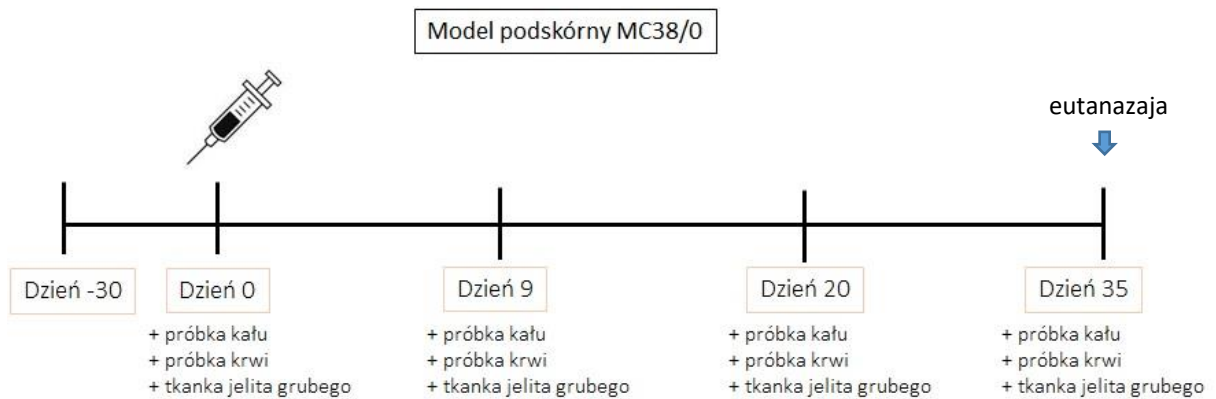 Model podskórny MC38/0
eutanazaja
Dzień -30
Dzień 0
+ próbka kału
+ próbka krwi
+ tkanka jelita grubego
Dzień 9
+ próbka kału
+ próbka krwi
+ tkanka jelita grubego
Dzień 20
+ próbka kału
+ próbka krwi
+ tkanka jelita grubego
Dzień 35
+ próbka kału
+ próbka krwi
+ tkanka jelita grubego